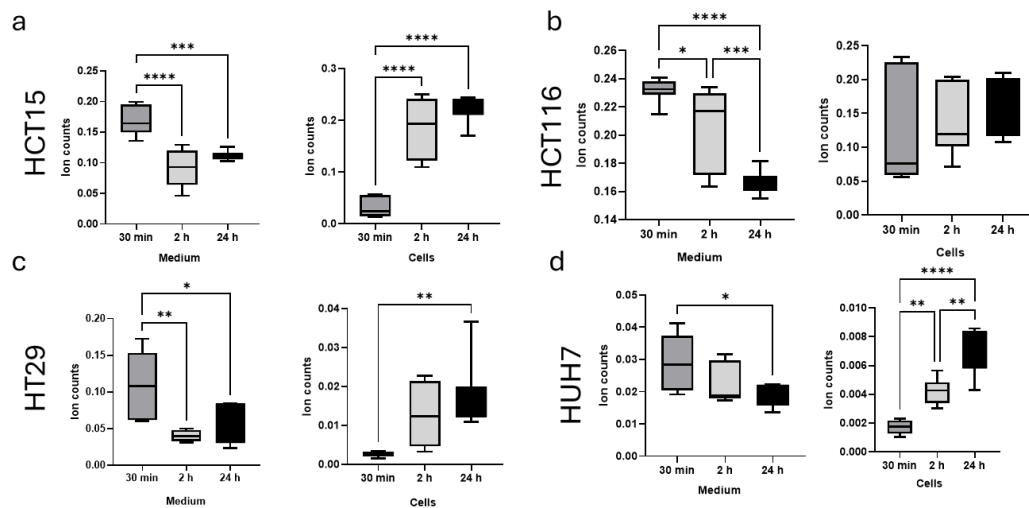 a
HCT15
Ion counts
0.20
0.15
0.10
0.05
0.00
***
****
30 min 2 h 24 h
Medium
Ion counts
0.3
0.2
0.1
0.0
****
****
30 min 2 h 24 h
Cells
b
HCT116
Ion counts
0.26
0.24
0.22
0.20
0.18
0.16
0.14
****
* ***
30 min 2 h 24 h
Medium
Ion counts
0.25
0.20
0.15
0.10
0.05
0.00
30 min 2 h 24 h
Cells
c
HT29
Ion counts
0.20
0.15
0.10
0.05
0.00
*
**
30 min 2 h 24 h
Medium
Ion counts
0.04
0.03
0.02
0.01
0.00
**
30 min 2 h 24 h
Cells
d
HUH7
Ion counts
0.05
0.04
0.03
0.02
0.01
0.00
*
30 min 2 h 24 h
Medium
Ion counts
0.010
0.008
0.006
0.004
0.002
0.000
****
** **
30 min 2 h 24 h
Cells